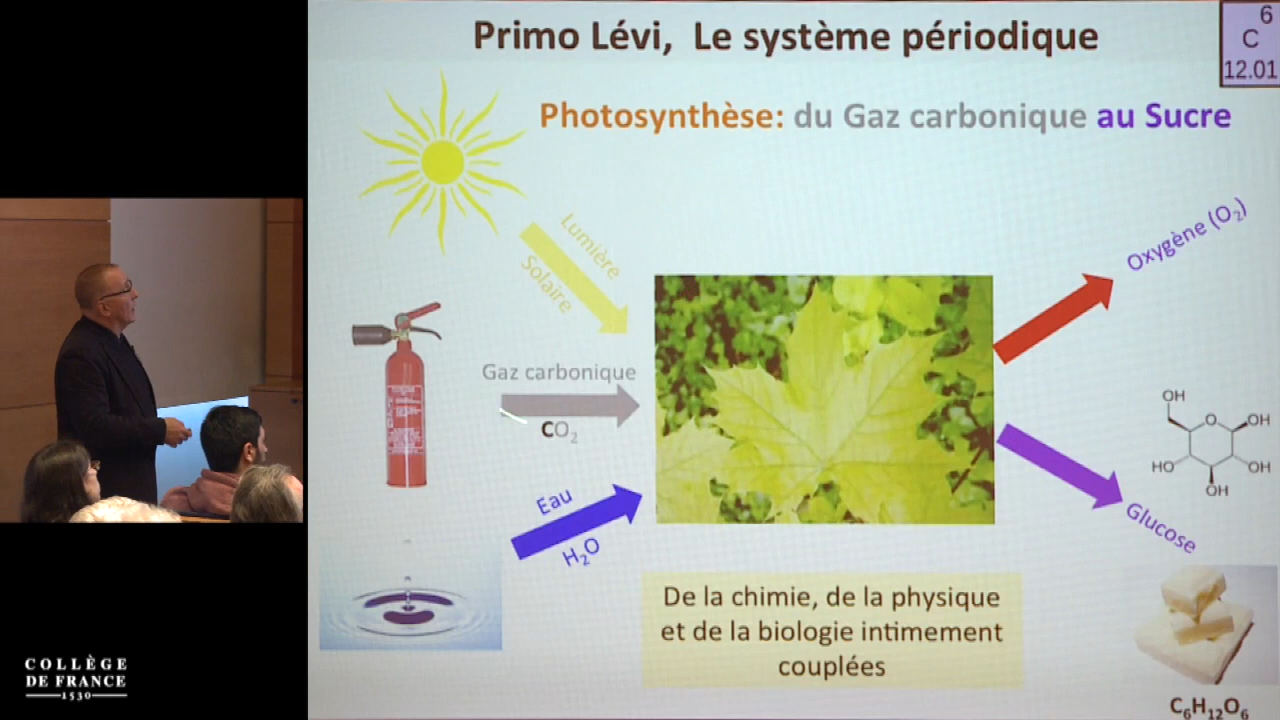 Primo Lévi, Le système périodique
6
C
12.01
Photosynthèse: du Gaz carbonique au Sucre
Lumière
Solaire
Oxygène (O₂)
Gaz carbonique
CO₂
Eau
H₂O
OH
O
OH
HO
OH
OH
Glucose
De la chimie, de la physique
et de la biologie intimement
couplées
C₆H₁₂O₆
COLLÈGE
DE FRANCE
1530